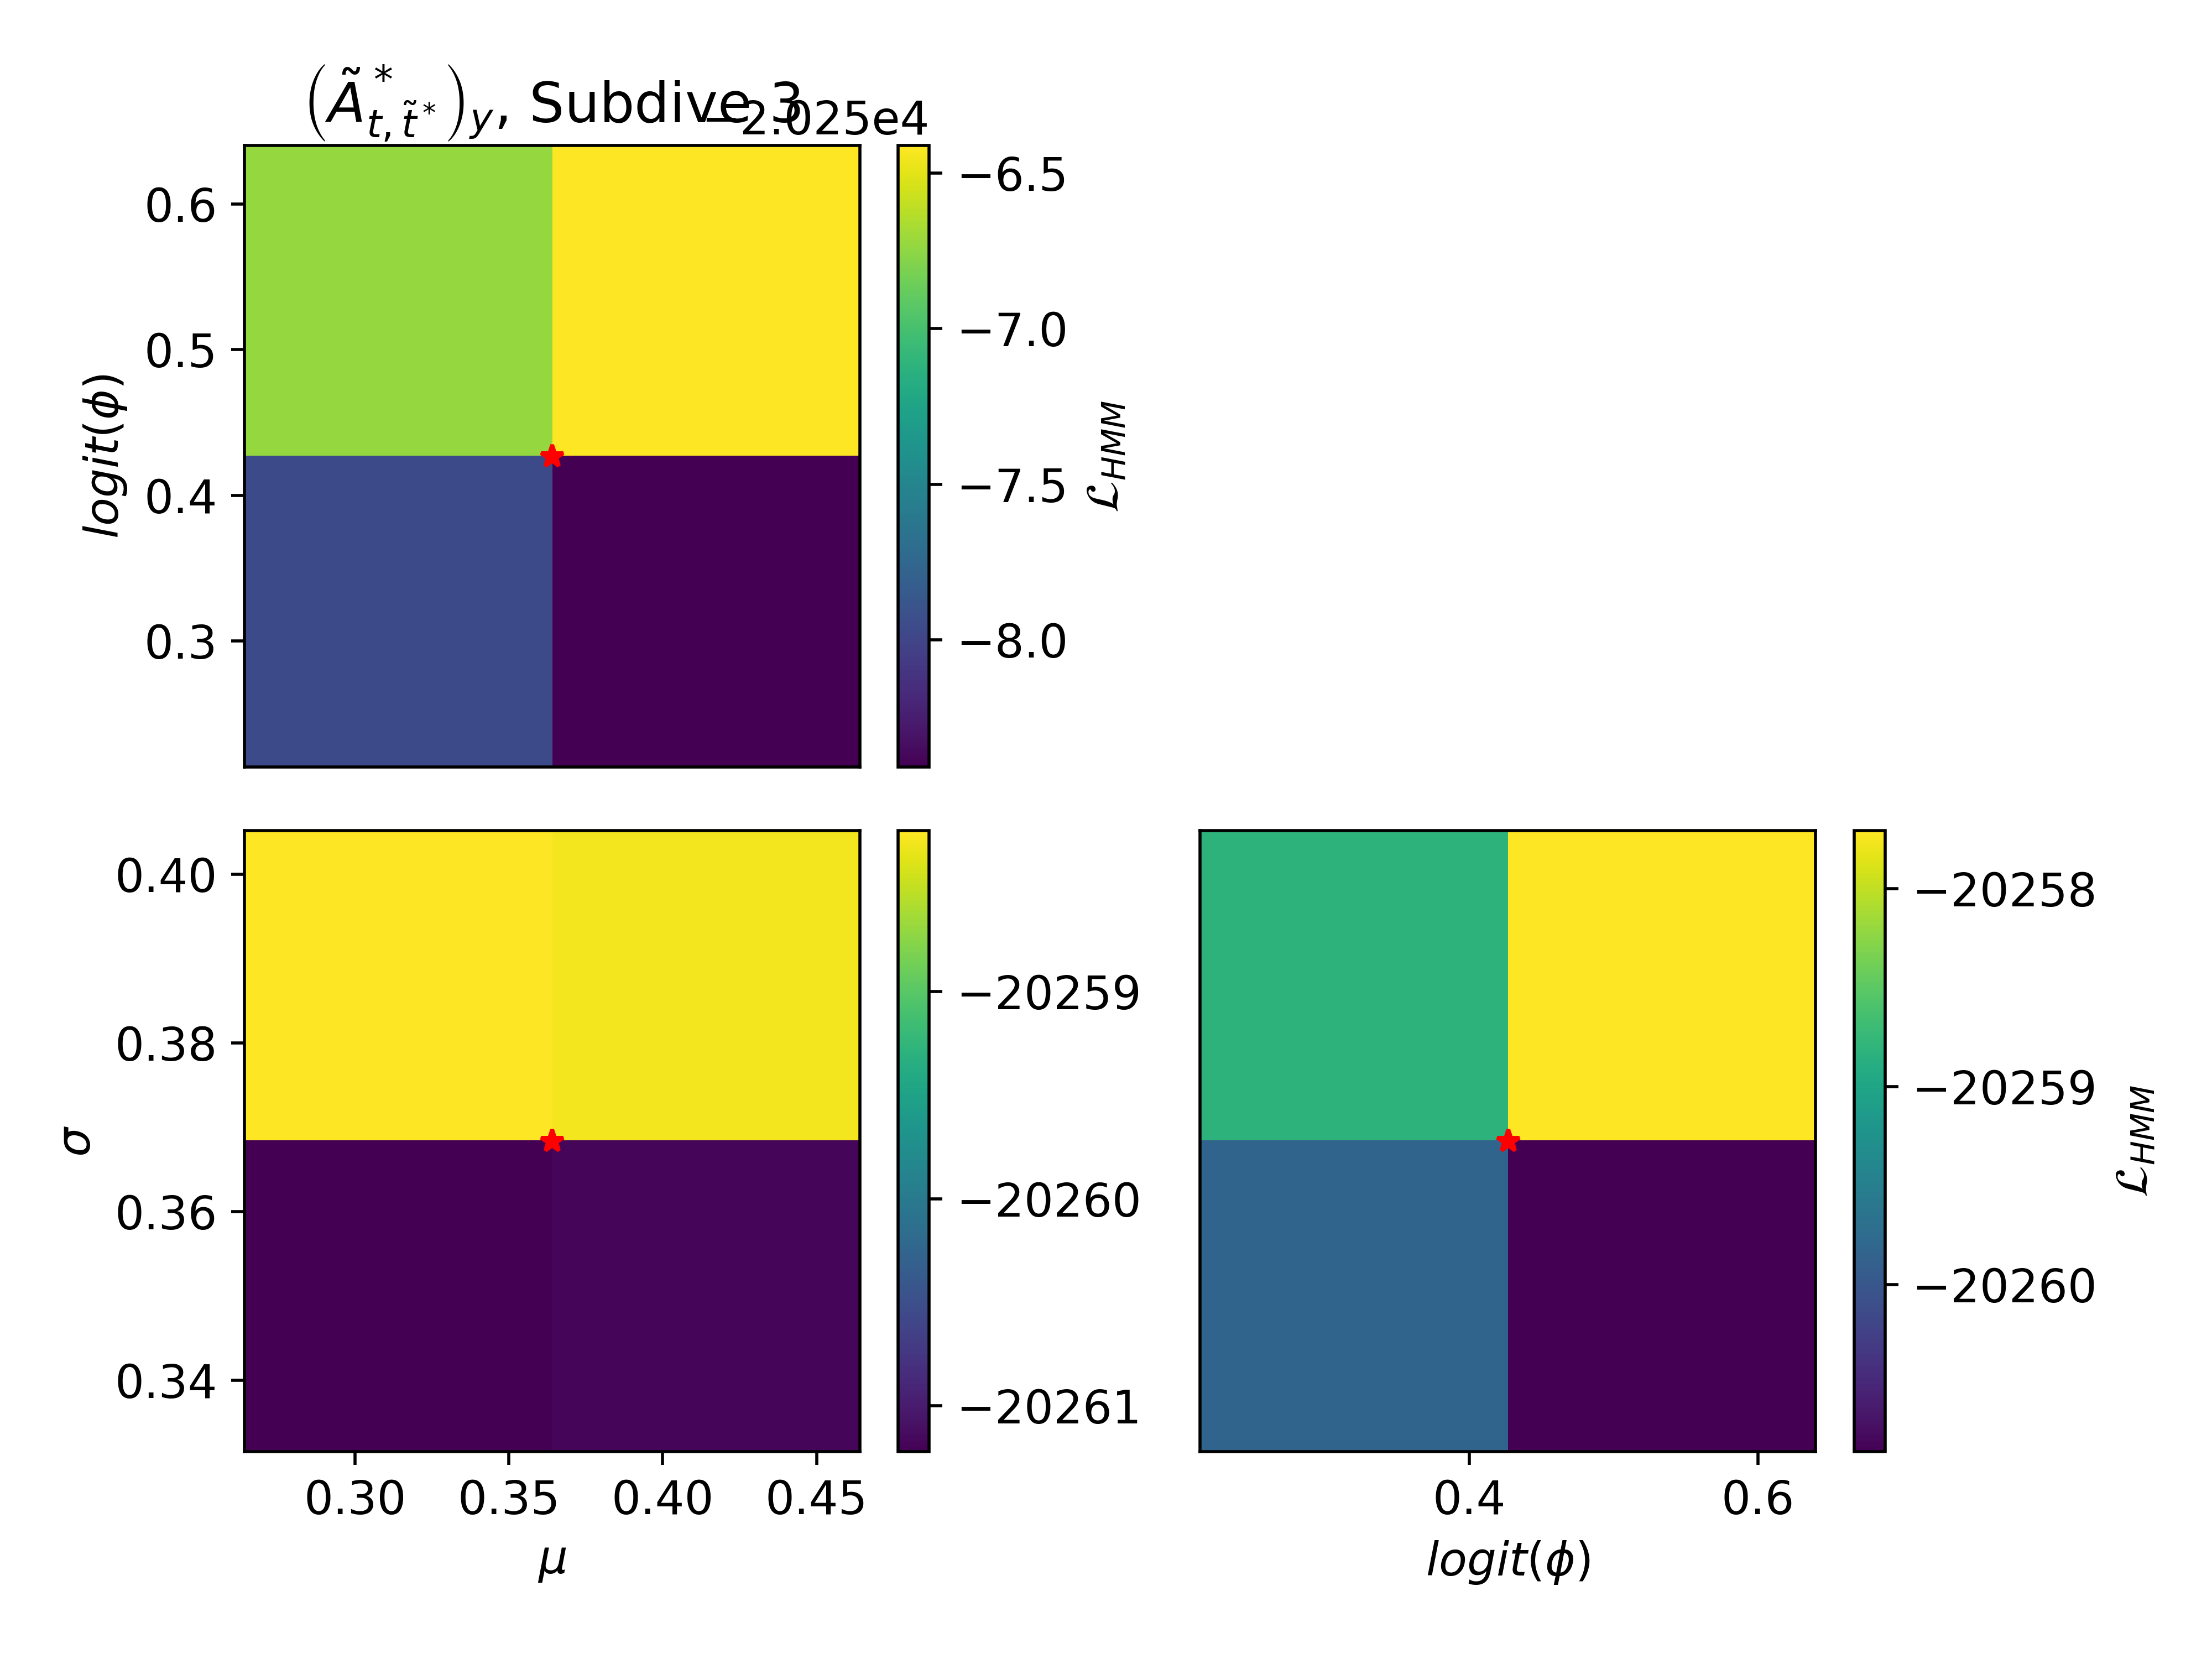 (Ã*t,t̃*)y, Subdive 3
−2.025e4
0.6
0.5
0.4
0.3
logit(ϕ)
−6.5
−7.0
−7.5
−8.0
ℒHMM
0.40
0.38
0.36
0.34
σ
0.30 0.35 0.40 0.45
μ
−20259
−20260
−20261
0.4 0.6
logit(ϕ)
−20258
−20259
−20260
ℒHMM